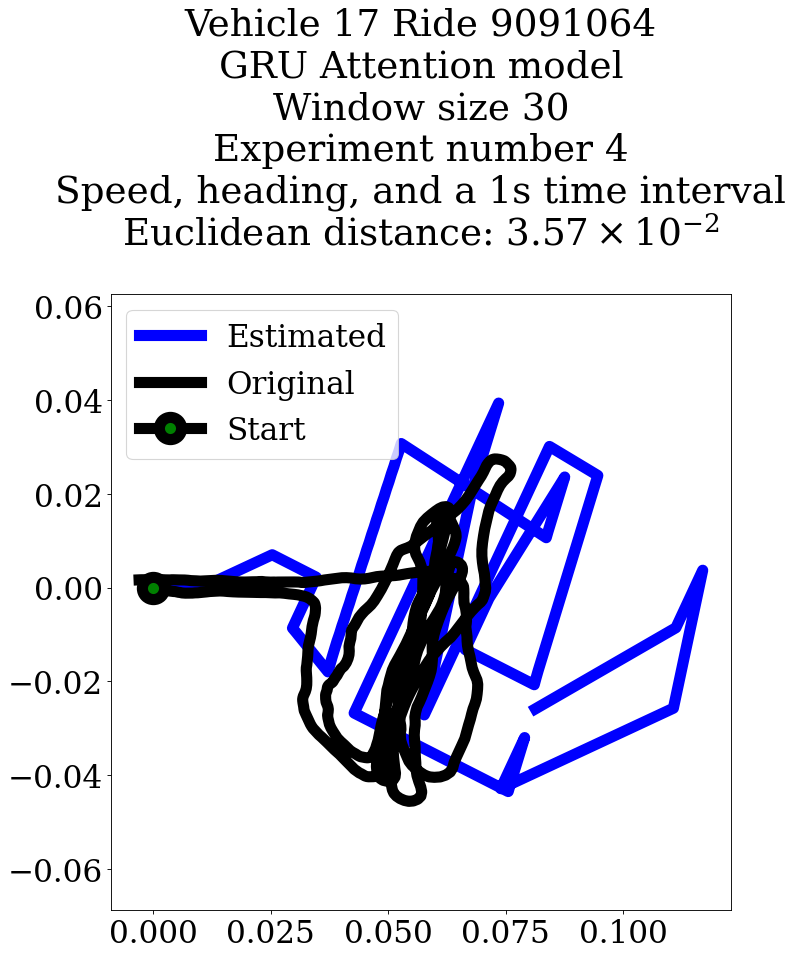 Vehicle 17 Ride 9091064
GRU Attention model
Window size 30
Experiment number 4
Speed, heading, and a 1s time interval
Euclidean distance: 3.57 × 10⁻²
0.06
0.04
0.02
0.00
−0.02
−0.04
−0.06
Estimated
Original
Start
0.000 0.025 0.050 0.075 0.100